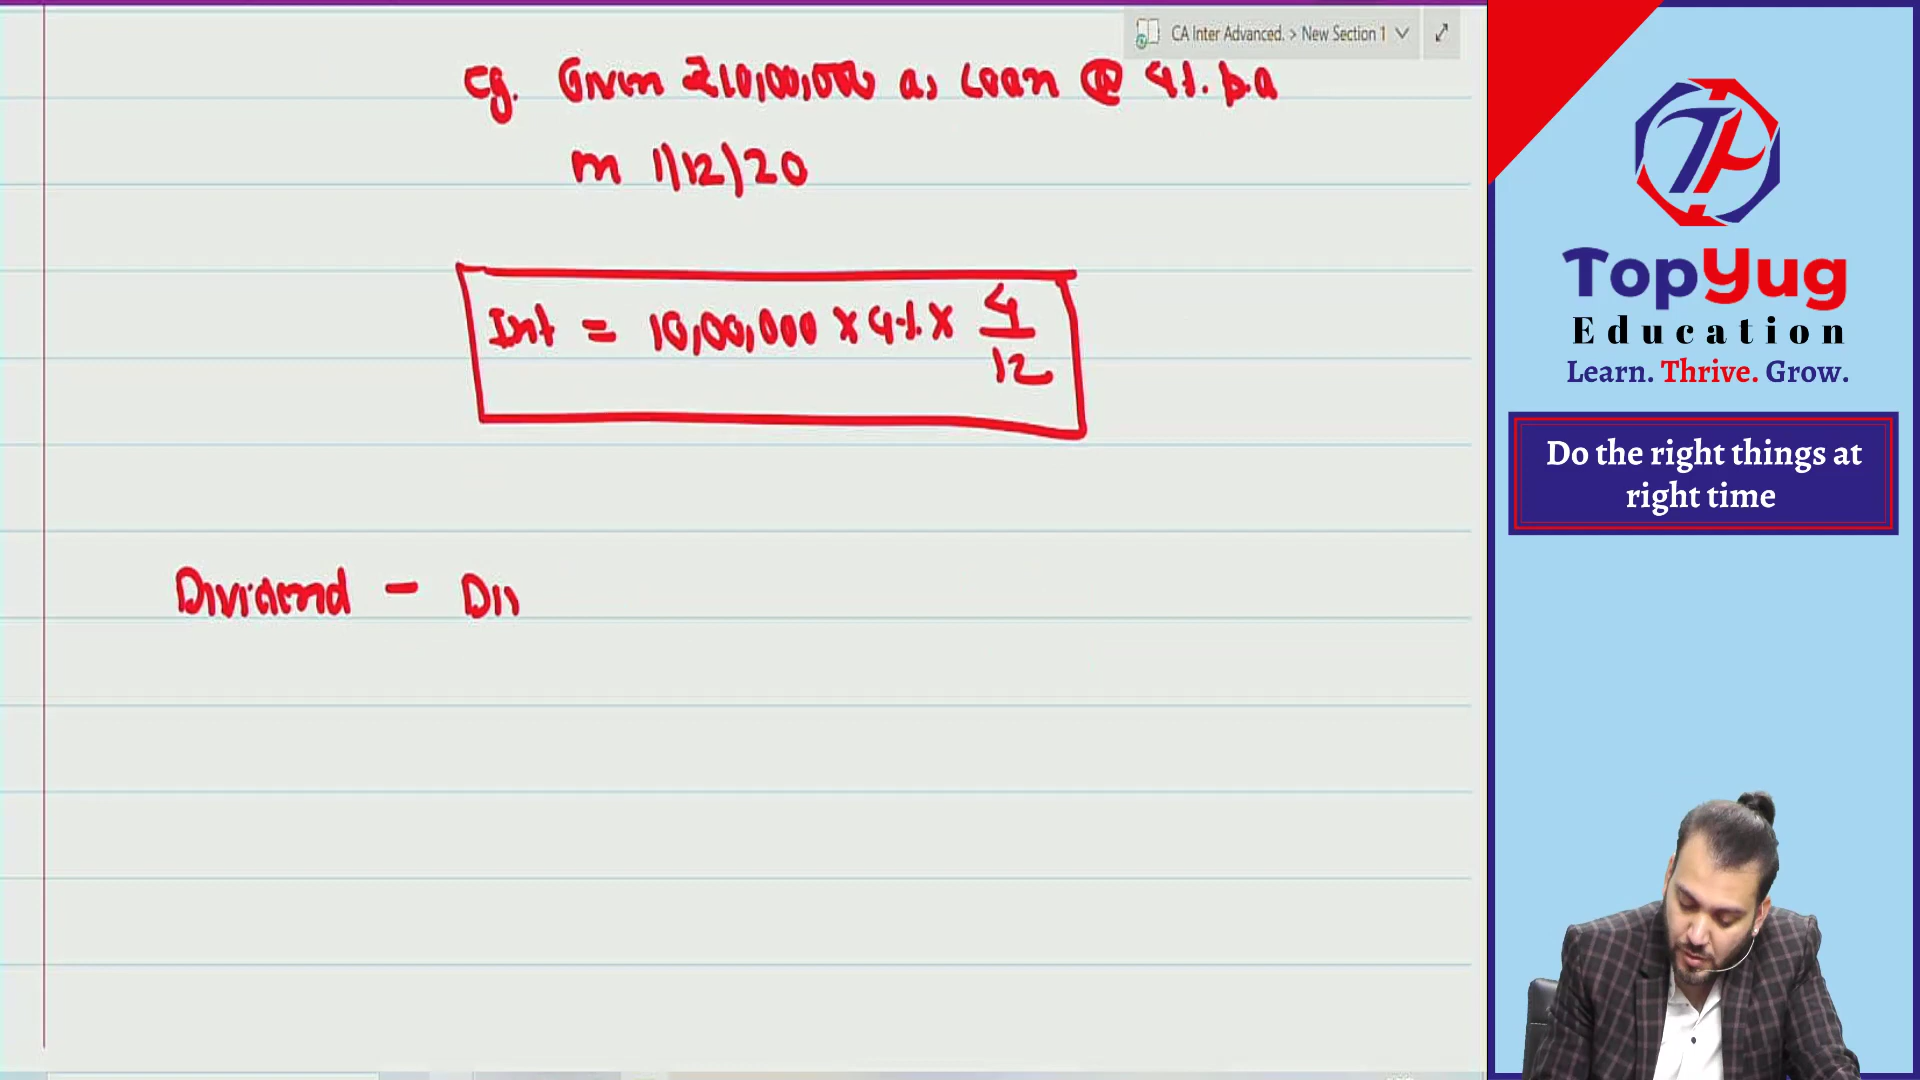 CA Inter Advanced. > New Section 1
eg. Given ₹10,00,000 as Loan @ 4%. p.a
on 1/12/20
Int = 10,00,000 x 4% x 4/12
Dividend - Div
TopYug
Education
Learn. Thrive. Grow.
Do the right things at
right time